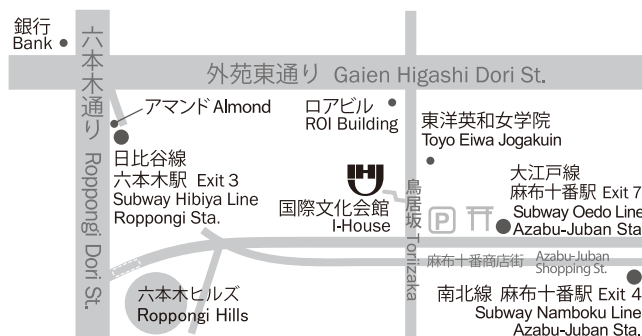 銀行
Bank
六本木通り Roppongi Dori St.
外苑東通り Gaien Higashi Dori St.
アマンド Almond
ロアビル
ROI Building
東洋英和女学院
Toyo Eiwa Jogakuin
日比谷線
六本木駅 Exit 3
Subway Hibiya Line
Roppongi Sta.
IHJ
国際文化会館
I-House
鳥居坂 Toriizaka
P
大江戸線
麻布十番駅 Exit 7
Subway Oedo Line
Azabu-Juban Sta
麻布十番商店街
Azabu-Juban
Shopping St.
六本木ヒルズ
Roppongi Hills
南北線 麻布十番駅 Exit 4
Subway Namboku Line
Azabu-Juban Sta.